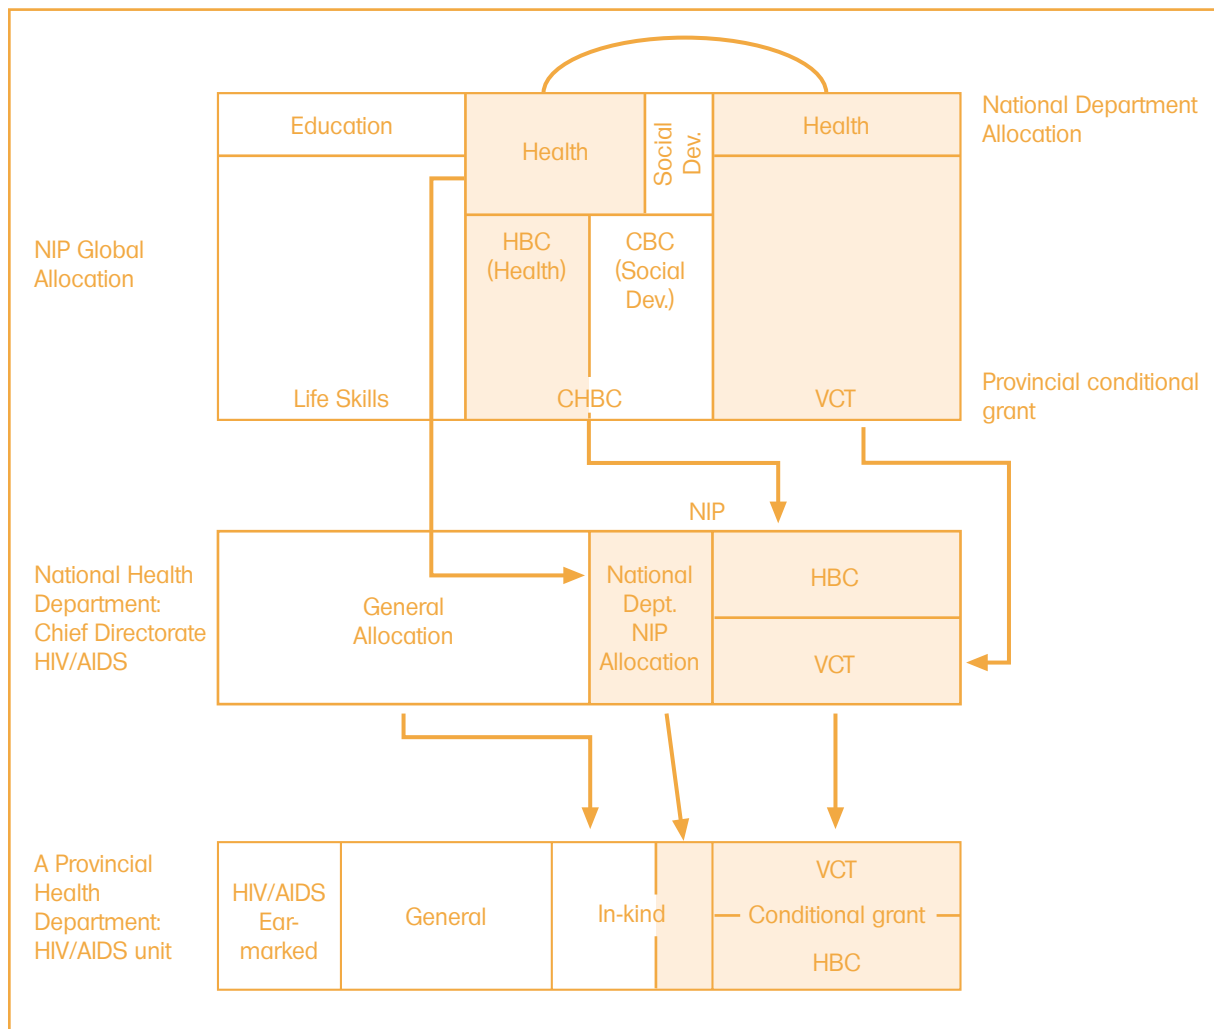 Education
Health
Social
Dev.
Health
National Department
Allocation
NIP Global
Allocation
HBC
(Health)
CBC
(Social
Dev.)
Life Skills
CHBC
VCT
Provincial conditional
grant
NIP
National Health
Department:
Chief Directorate
HIV/AIDS
General
Allocation
National
Dept.
NIP
Allocation
HBC
VCT
A Provincial
Health
Department:
HIV/AIDS unit
HIV/AIDS
Ear-
marked
General
In-kind
VCT
Conditional grant
HBC